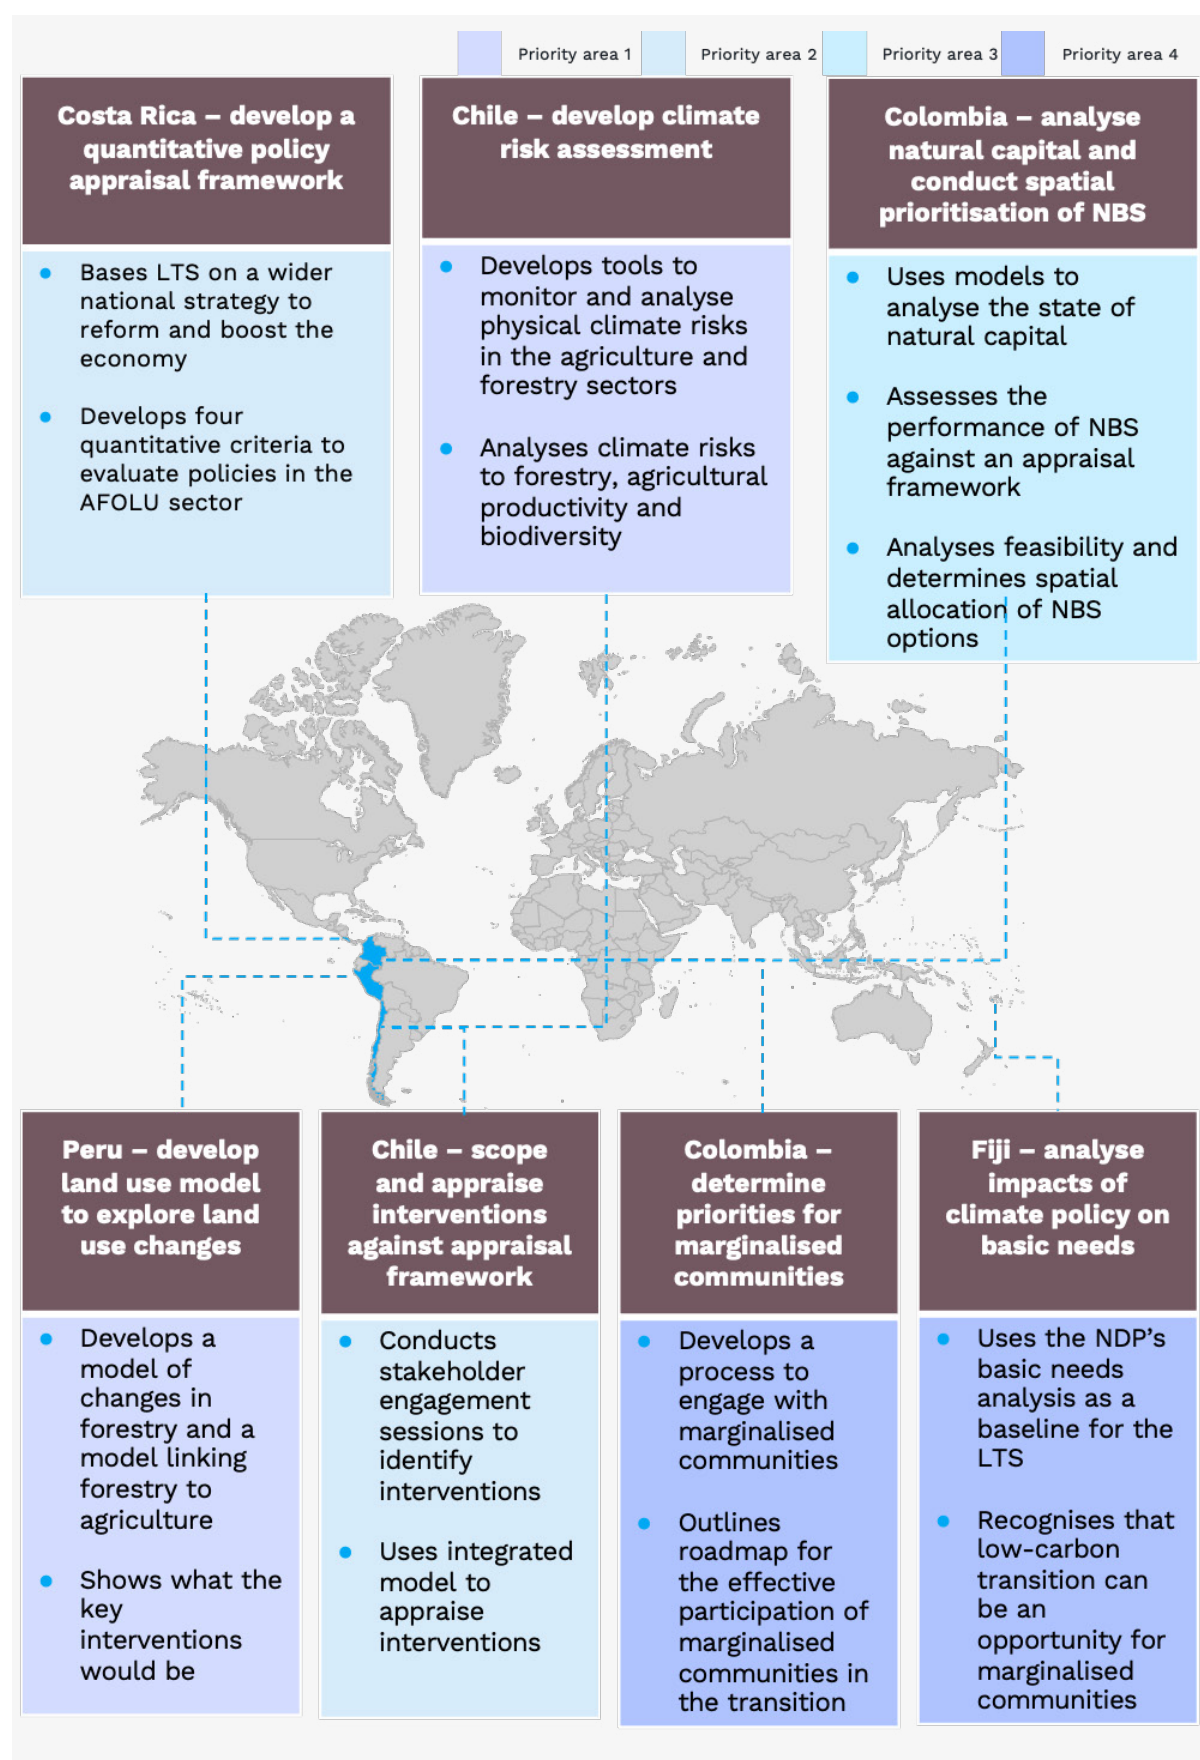 Priority area 1
Priority area 2
Priority area 3
Priority area 4
Costa Rica – develop a
quantitative policy
appraisal framework
Bases LTS on a wider
national strategy to
reform and boost the
economy
Develops four
quantitative criteria to
evaluate policies in the
AFOLU sector
Chile – develop climate
risk assessment
Develops tools to
monitor and analyse
physical climate risks
in the agriculture and
forestry sectors
Analyses climate risks
to forestry, agricultural
productivity and
biodiversity
Colombia – analyse
natural capital and
conduct spatial
prioritisation of NBS
Uses models to
analyse the state of
natural capital
Assesses the
performance of NBS
against an appraisal
framework
Analyses feasibility and
determines spatial
allocation of NBS
options
Peru – develop
land use model
to explore land
use changes
Develops a
model of
changes in
forestry and a
model linking
forestry to
agriculture
Shows what the
key
interventions
would be
Chile – scope
and appraise
interventions
against appraisal
framework
Conducts
stakeholder
engagement
sessions to
identify
interventions
Uses integrated
model to
appraise
interventions
Colombia –
determine
priorities for
marginalised
communities
Develops a
process to
engage with
marginalised
communities
Outlines
roadmap for
the effective
participation of
marginalised
communities in
the transition
Fiji – analyse
impacts of
climate policy on
basic needs
Uses the NDP’s
basic needs
analysis as a
baseline for the
LTS
Recognises that
low-carbon
transition can
be an
opportunity for
marginalised
communities